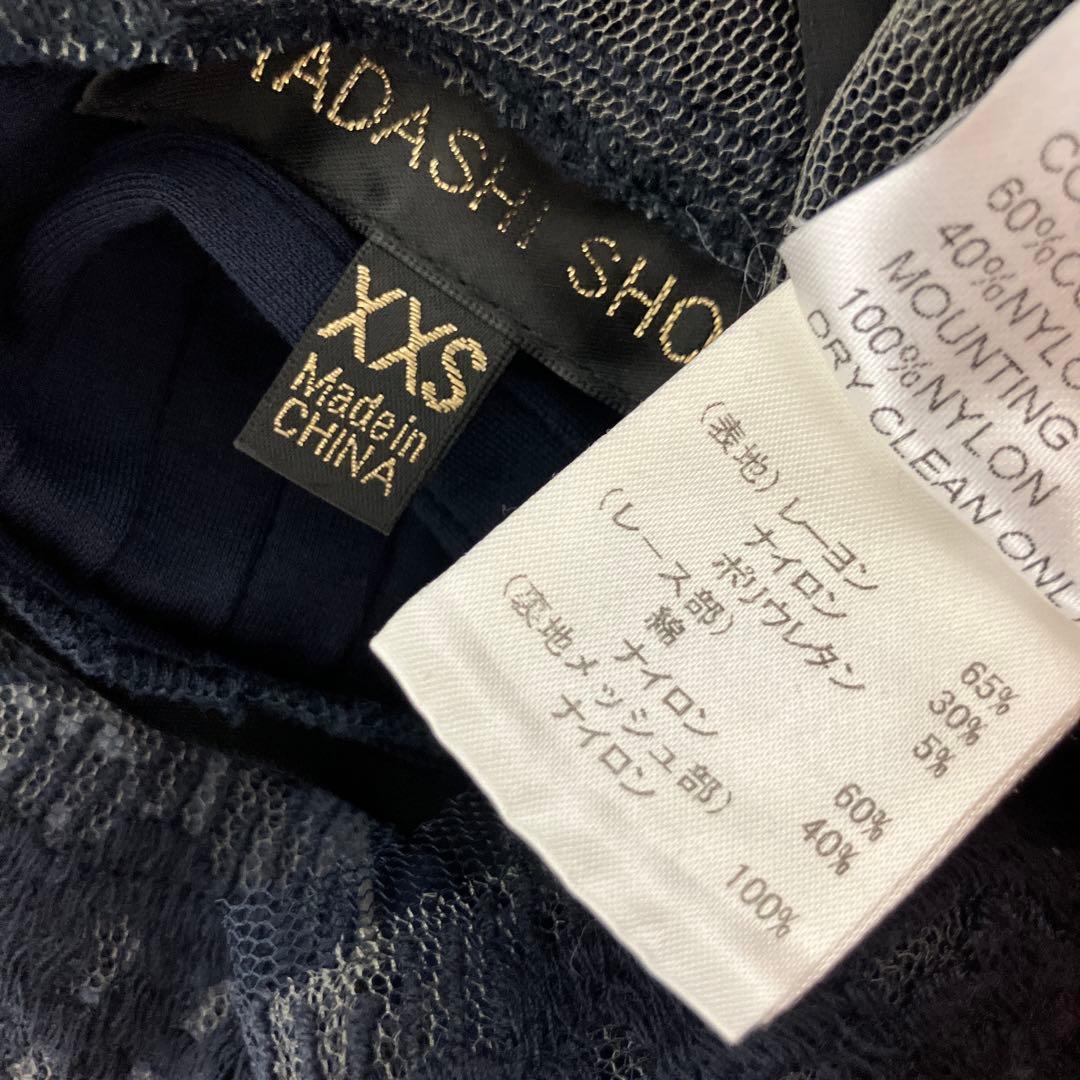 TADASHI SHO
XXS
Made in
CHINA
(表地) レーヨン 65%
ナイロン 30%
ポリウレタン 5%
(レース部)
綿 60%
ナイロン 40%
(裏地メッシュ部)
ナイロン 100%
CO
60%CO
40%NYLO
MOUNTING
100%NYLON
DRY CLEAN ONL